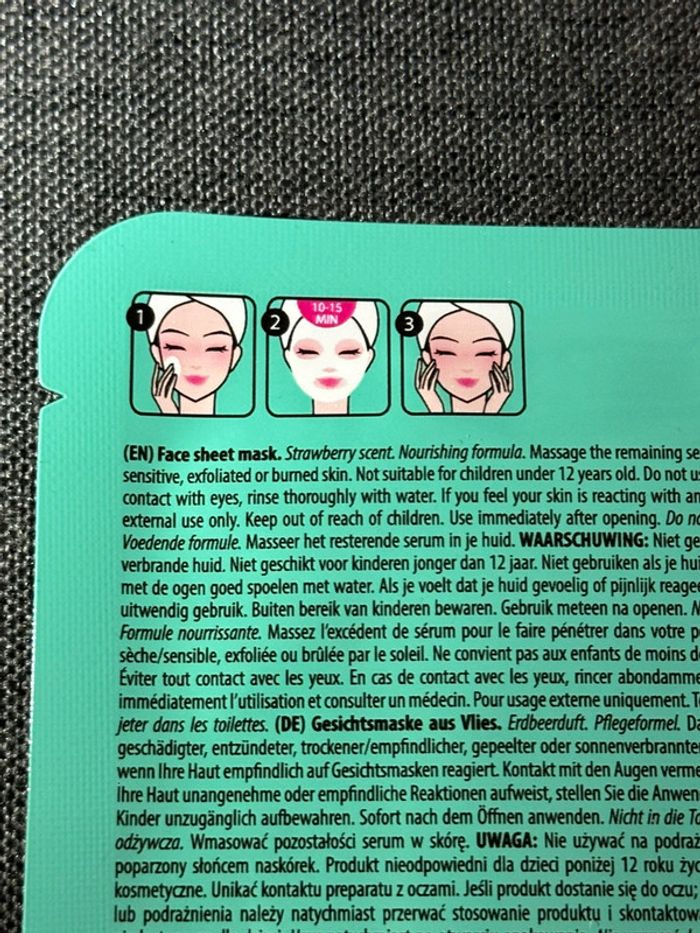 1
2
10-15
MIN
3
(EN) Face sheet mask. Strawberry scent. Nourishing formula. Massage the remaining se
sensitive, exfoliated or burned skin. Not suitable for children under 12 years old. Do not u
contact with eyes, rinse thoroughly with water. If you feel your skin is reacting with an
external use only. Keep out of reach of children. Use immediately after opening. Do no
Voedende formule. Masseer het resterende serum in je huid. WAARSCHUWING: Niet ge
verbrande huid. Niet geschikt voor kinderen jonger dan 12 jaar. Niet gebruiken als je hui
met de ogen goed spoelen met water. Als je voelt dat je huid gevoelig of pijnlijk reagee
uitwendig gebruik. Buiten bereik van kinderen bewaren. Gebruik meteen na openen. N
Formule nourrissante. Massez l'excédent de sérum pour le faire pénétrer dans votre p
sèche/sensible, exfoliée ou brûlée par le soleil. Ne convient pas aux enfants de moins d
Éviter tout contact avec les yeux. En cas de contact avec les yeux, rincer abondamme
immédiatement l'utilisation et consulter un médecin. Pour usage externe uniquement. T
jeter dans les toilettes. (DE) Gesichtsmaske aus Vlies. Erdbeerduft. Pflegeformel. Da
geschädigter, entzündeter, trockener/empfindlicher, gepeelter oder sonnenverbrannte
wenn Ihre Haut empfindlich auf Gesichtsmasken reagiert. Kontakt mit den Augen verme
Ihre Haut unangenehme oder empfindliche Reaktionen aufweist, stellen Sie die Anwen
Kinder unzugänglich aufbewahren. Sofort nach dem Öffnen anwenden. Nicht in die To
odżywcza. Wmasować pozostałości serum w skórę. UWAGA: Nie używać na podraż
poparzony słońcem naskórek. Produkt nieodpowiedni dla dzieci poniżej 12 roku życ
kosmetyczne. Unikać kontaktu preparatu z oczami. Jeśli produkt dostanie się do oczu;
lub podrażnienia należy natychmiast przerwać stosowanie produktu i skontaktow